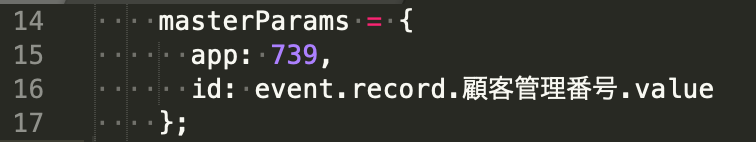 14 masterParams = {
15 app: 739,
16 id: event.record.顧客管理番号.value
17 };